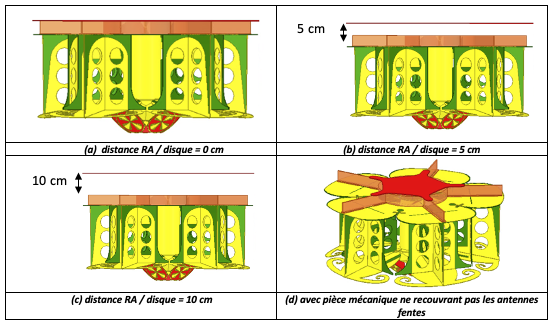 5 cm
(a) distance RA / disque = 0 cm
(b) distance RA / disque = 5 cm
10 cm
(c) distance RA / disque = 10 cm
(d) avec pièce mécanique ne recouvrant pas les antennes
fentes